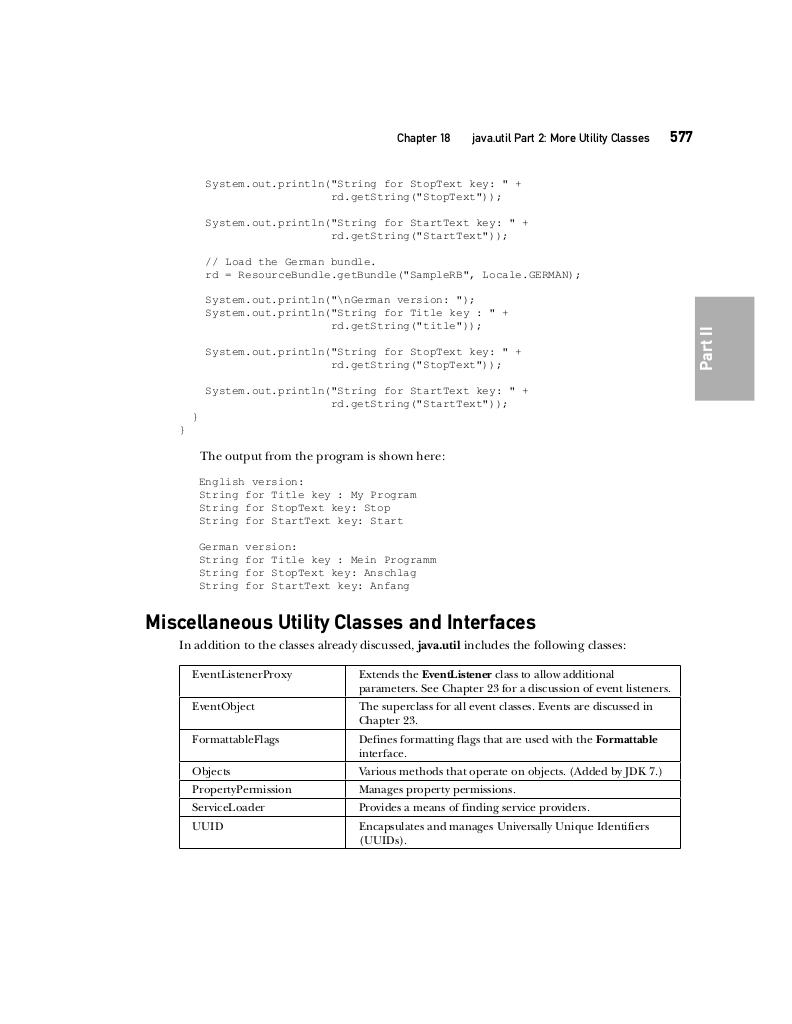 Chapter 18 java.util Part 2: More Utility Classes 577
System.out.println("String for StopText key: " +
rd.getString("StopText"));
System.out.println("String for StartText key: " +
rd.getString("StartText"));
// Load the German bundle.
rd = ResourceBundle.getBundle("SampleRB", Locale.GERMAN);
System.out.println("\nGerman version: ");
System.out.println("String for Title key : " +
rd.getString("title"));
System.out.println("String for StopText key: " +
rd.getString("StopText"));
System.out.println("String for StartText key: " +
rd.getString("StartText"));
}
}
Part II
The output from the program is shown here:
English version:
String for Title key : My Program
String for StopText key: Stop
String for StartText key: Start
German version:
String for Title key : Mein Programm
String for StopText key: Anschlag
String for StartText key: Anfang
Miscellaneous Utility Classes and Interfaces
In addition to the classes already discussed, java.util includes the following classes:
EventListenerProxy Extends the EventListener class to allow additional
parameters. See Chapter 23 for a discussion of event listeners.
EventObject The superclass for all event classes. Events are discussed in
Chapter 23.
FormattableFlags Defines formatting flags that are used with the Formattable
interface.
Objects Various methods that operate on objects. (Added by JDK 7.)
PropertyPermission Manages property permissions.
ServiceLoader Provides a means of finding service providers.
UUID Encapsulates and manages Universally Unique Identifiers
(UUIDs).